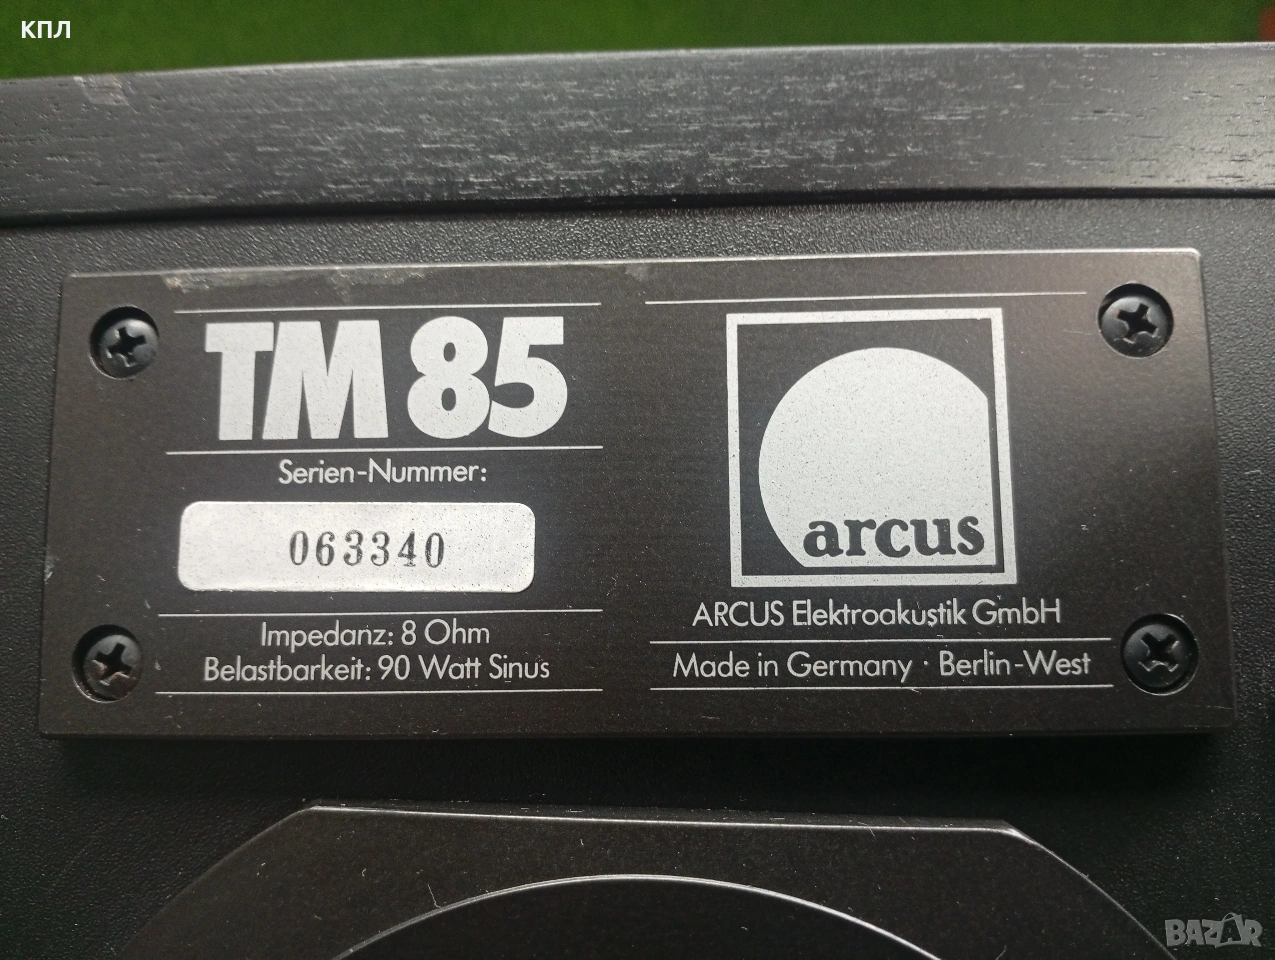 КПЛ
TM 85
Serien-Nummer:
063340
Impedanz: 8 Ohm
Belastbarkeit: 90 Watt Sinus
arcus
ARCUS Elektroakustik GmbH
Made in Germany · Berlin-West
BAZAR